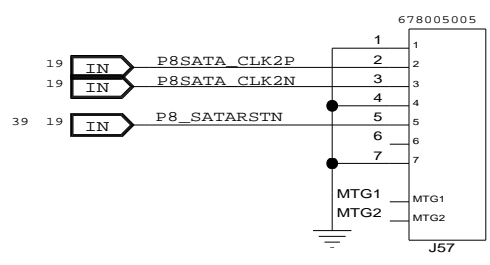 678005005
1 1
19 IN P8SATA_CLK2P 2 2
19 IN P8SATA_CLK2N 3 3
4 4
39 19 IN P8_SATARSTN 5 5
6 6
7 7
MTG1 MTG1
MTG2 MTG2
J57